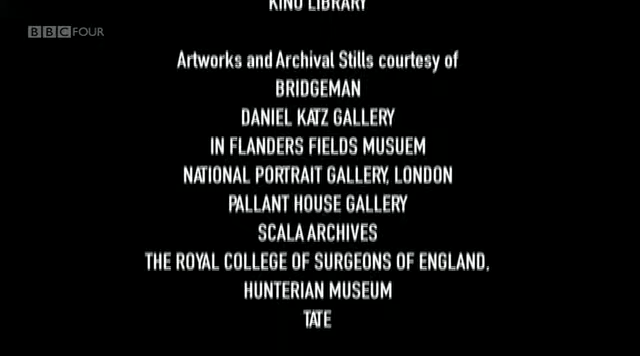 KINO LIBRARY
BBC FOUR
Artworks and Archival Stills courtesy of
BRIDGEMAN
DANIEL KATZ GALLERY
IN FLANDERS FIELDS MUSUEM
NATIONAL PORTRAIT GALLERY, LONDON
PALLANT HOUSE GALLERY
SCALA ARCHIVES
THE ROYAL COLLEGE OF SURGEONS OF ENGLAND,
HUNTERIAN MUSEUM
TATE